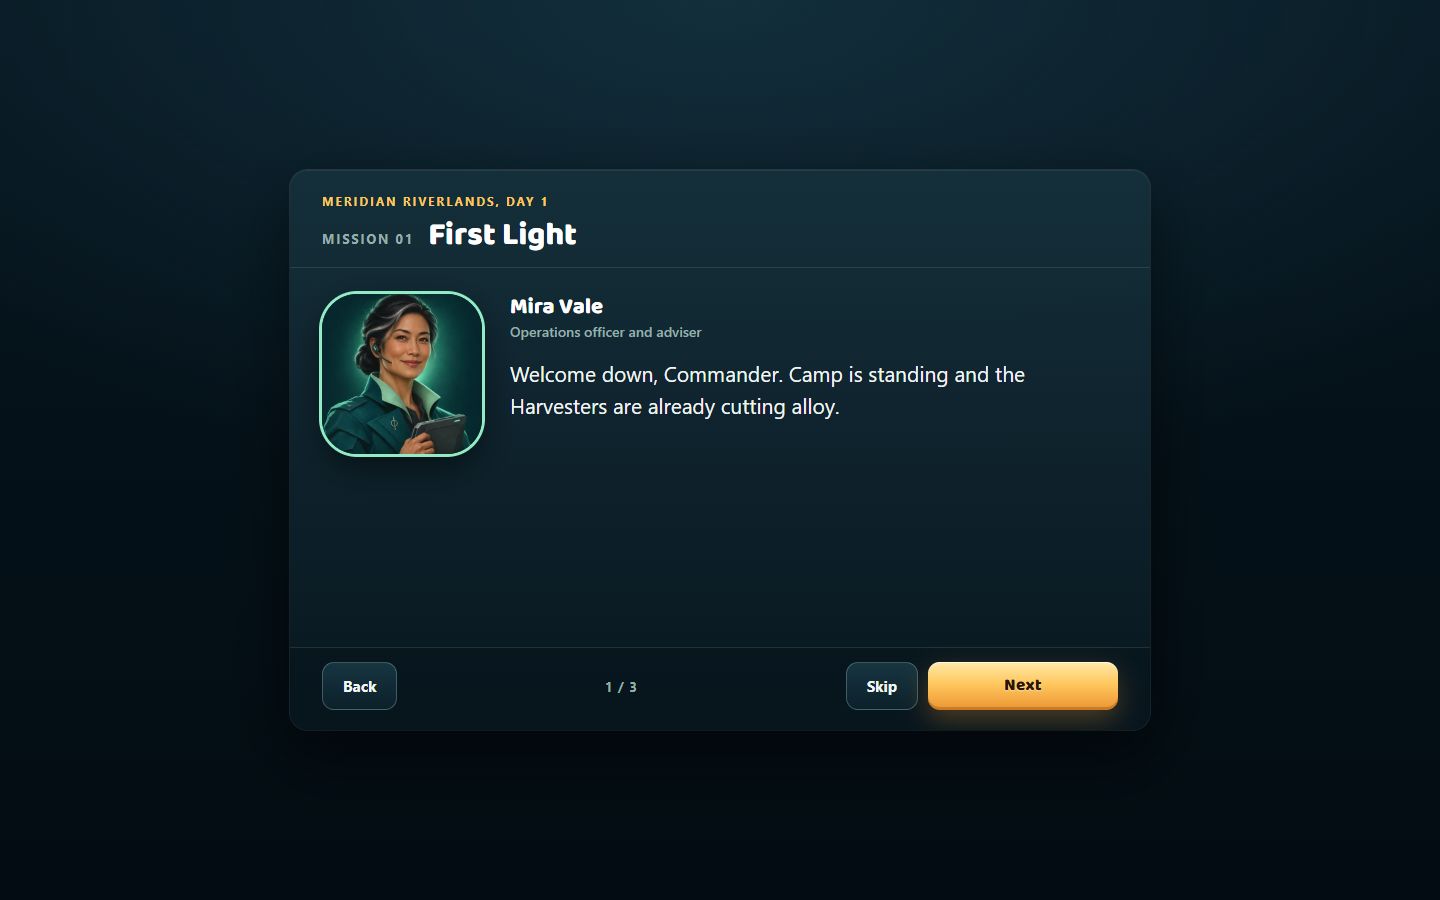 MERIDIAN RIVERLANDS, DAY 1
MISSION 01 First Light
Mira Vale
Operations officer and adviser
Welcome down, Commander. Camp is standing and the
Harvesters are already cutting alloy.
Back
1 / 3
Skip
Next